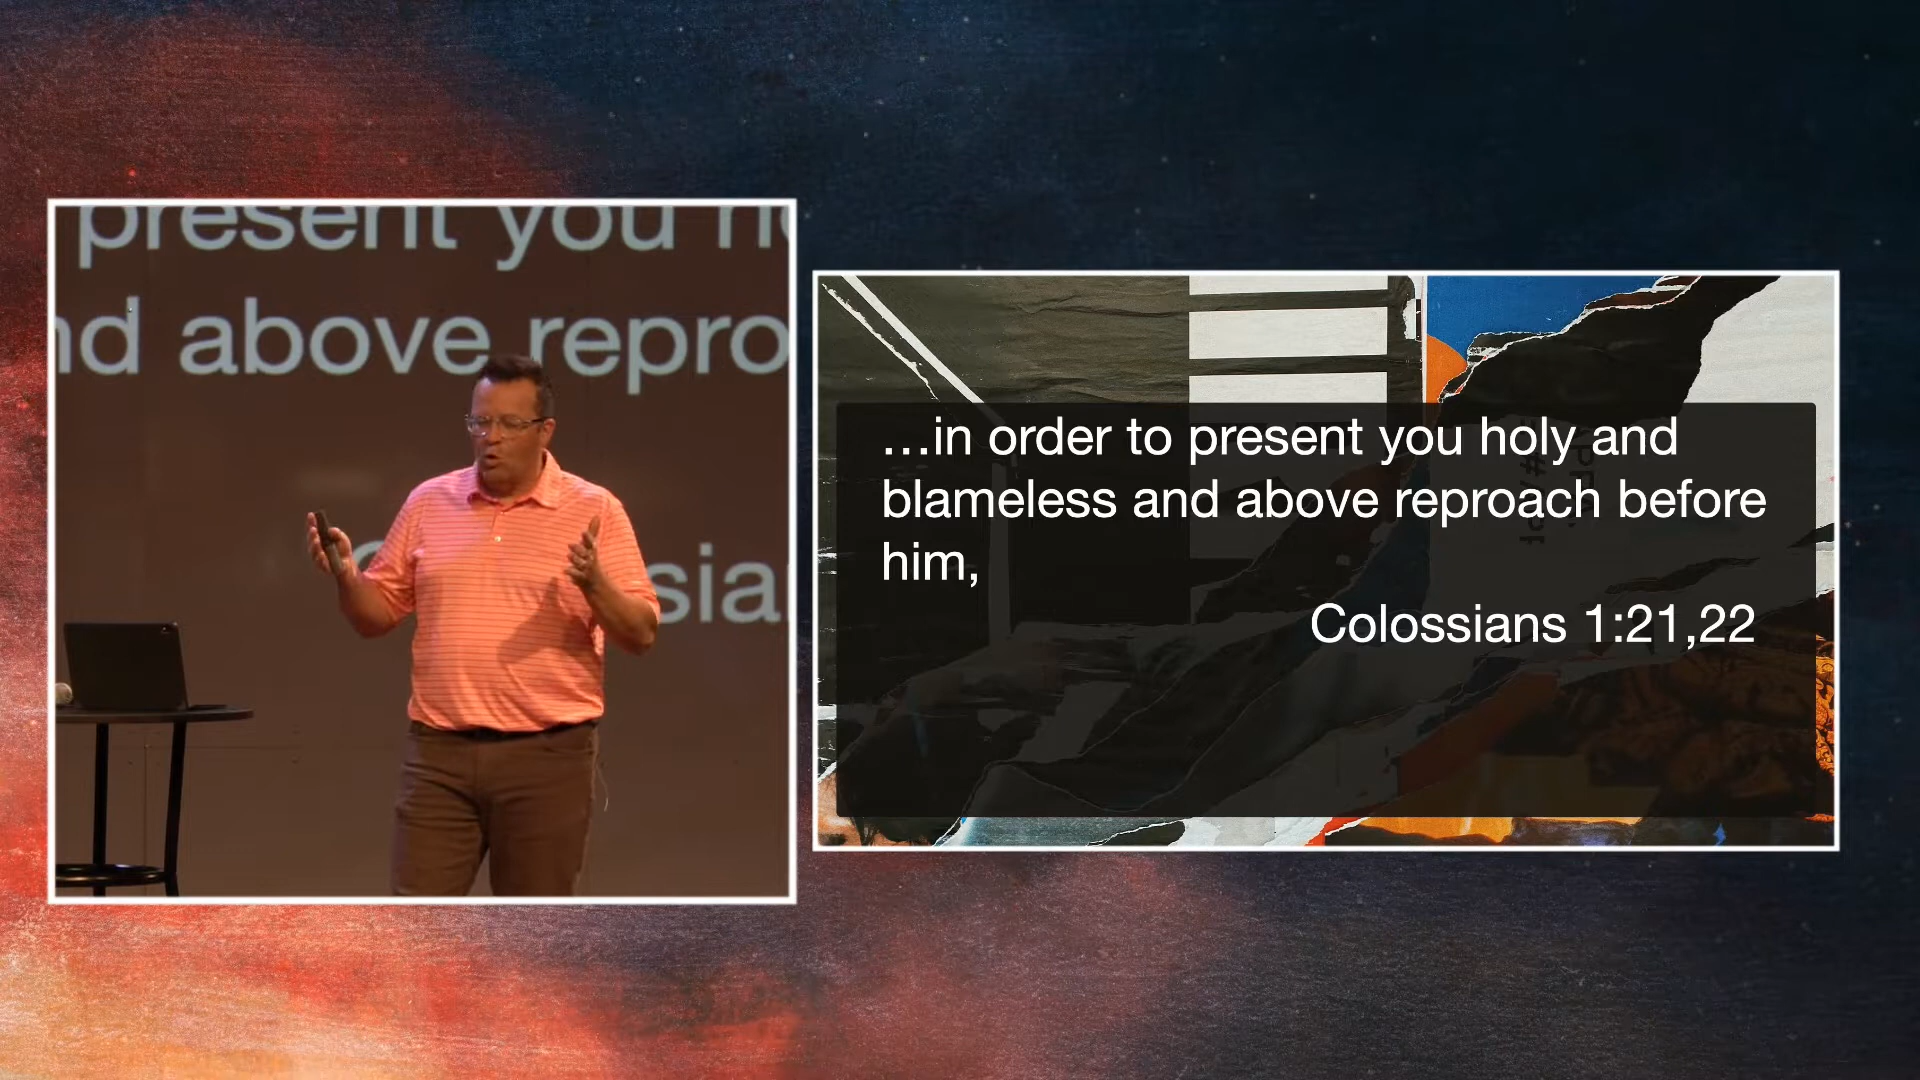 present you
nd above repro
sia
…in order to present you holy and
blameless and above reproach before
him,
Colossians 1:21,22